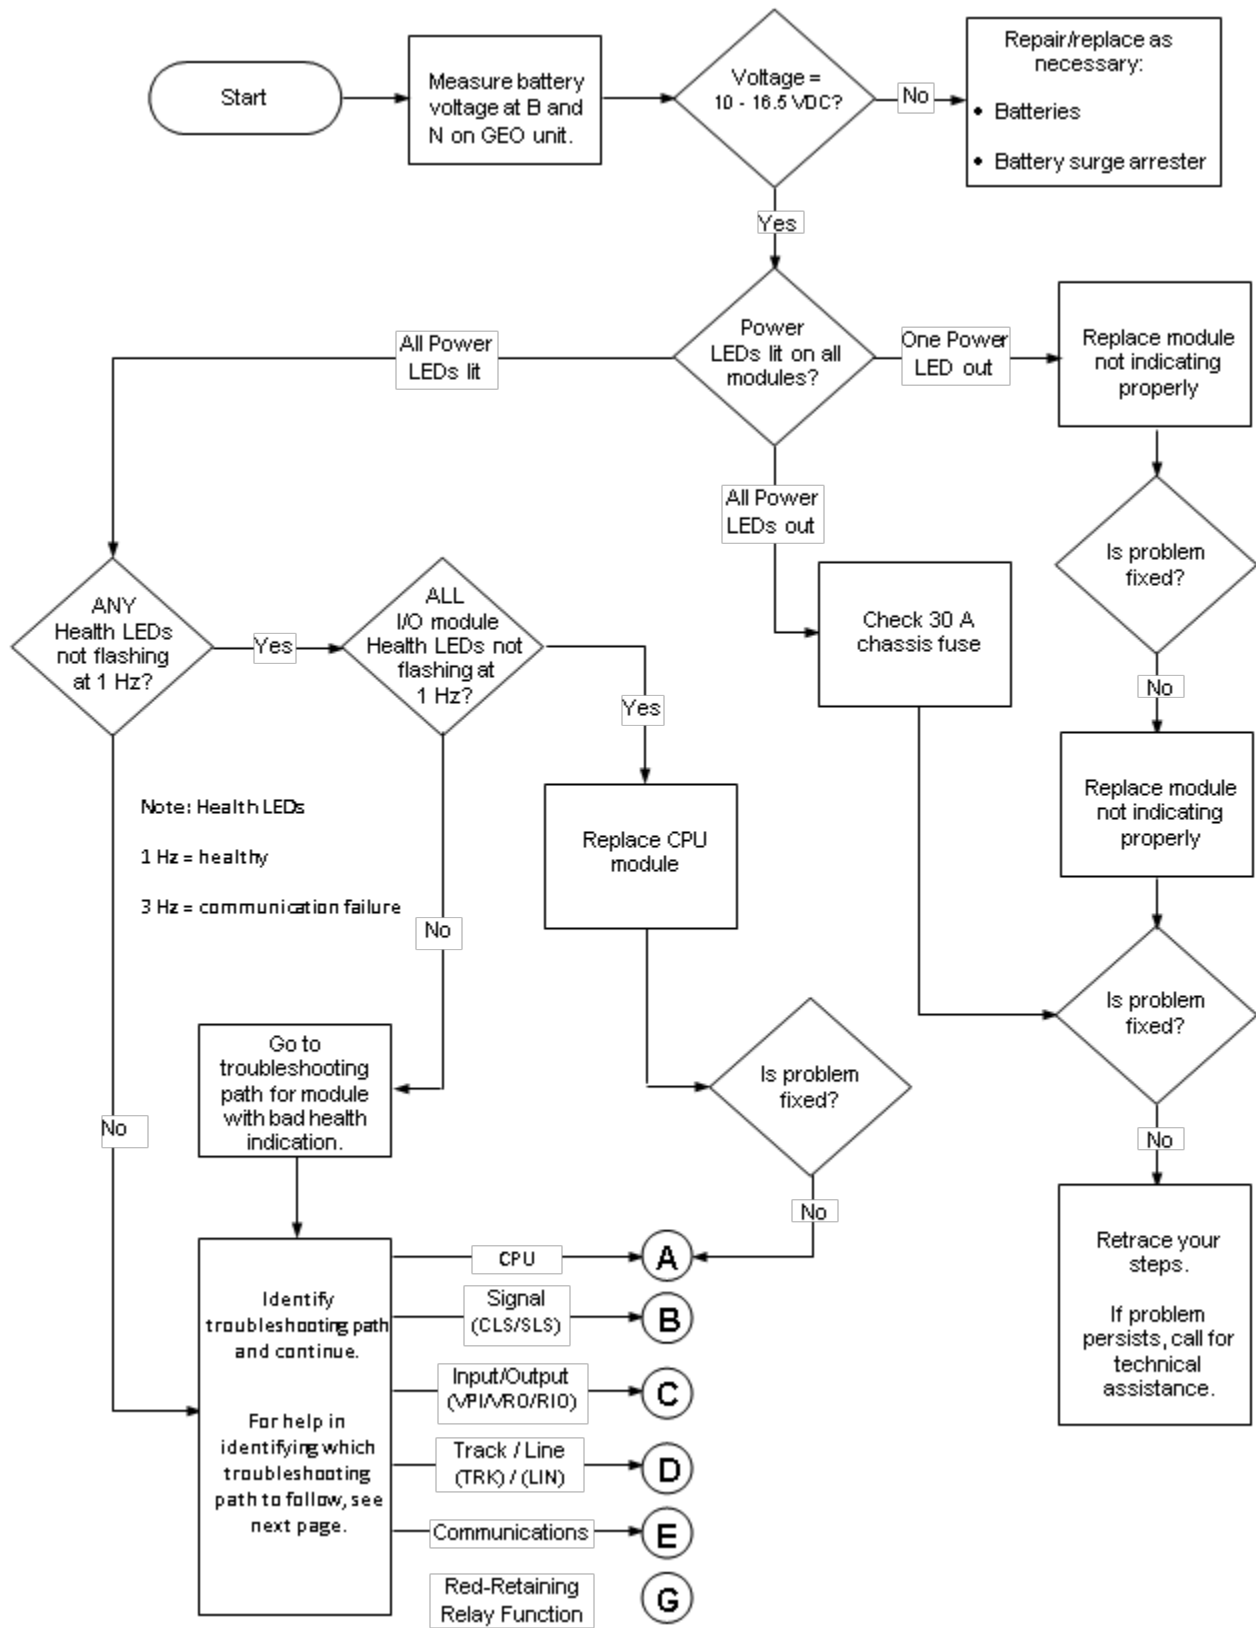 Start
Measure battery
voltage at B and
N on GEO unit.
Voltage =
10 - 16.5 VDC?
No
Repair/replace as
necessary:
• Batteries
• Battery surge arrester
Yes
Power
LEDs lit on all
modules?
All Power
LEDs lit
One Power
LED out
Replace module
not indicating
properly
All Power
LEDs out
Is problem
fixed?
ANY
Health LEDs
not flashing
at 1 Hz?
Yes
ALL
I/O module
Health LEDs not
flashing at
1 Hz?
Check 30 A
chassis fuse
No
Yes
Replace module
not indicating
properly
Note: Health LEDs
1 Hz = healthy
3 Hz = communication failure
Replace CPU
module
No
Is problem
fixed?
Go to
troubleshooting
path for module
with bad health
indication.
Is problem
fixed?
No
No
No
Retrace your
steps.
If problem
persists, call for
technical
assistance.
Identify
troubleshooting path
and continue.
For help in
identifying which
troubleshooting
path to follow, see
next page.
CPU
A
Signal
(CLS/SLS)
B
Input/Output
(VPI/VRO/RIO)
C
Track / Line
(TRK) / (LIN)
D
Communications
E
Red-Retaining
Relay Function
G